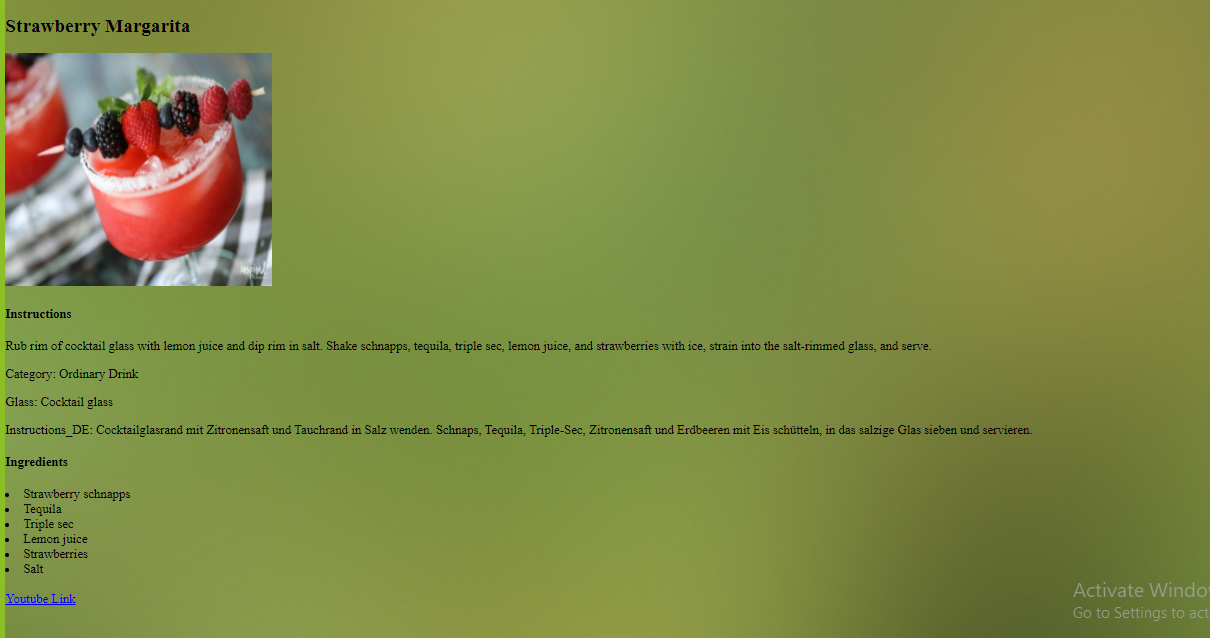 Strawberry Margarita
Instructions
Rub rim of cocktail glass with lemon juice and dip rim in salt. Shake schnapps, tequila, triple sec, lemon juice, and strawberries with ice, strain into the salt-rimmed glass, and serve.
Category: Ordinary Drink
Glass: Cocktail glass
Instructions_DE: Cocktailglasrand mit Zitronensaft und Tauchrand in Salz wenden. Schnaps, Tequila, Triple-Sec, Zitronensaft und Erdbeeren mit Eis schütteln, in das salzige Glas sieben und servieren.
Ingredients
Strawberry schnapps
Tequila
Triple sec
Lemon juice
Strawberries
Salt
Youtube Link
Activate Windo
Go to Settings to act